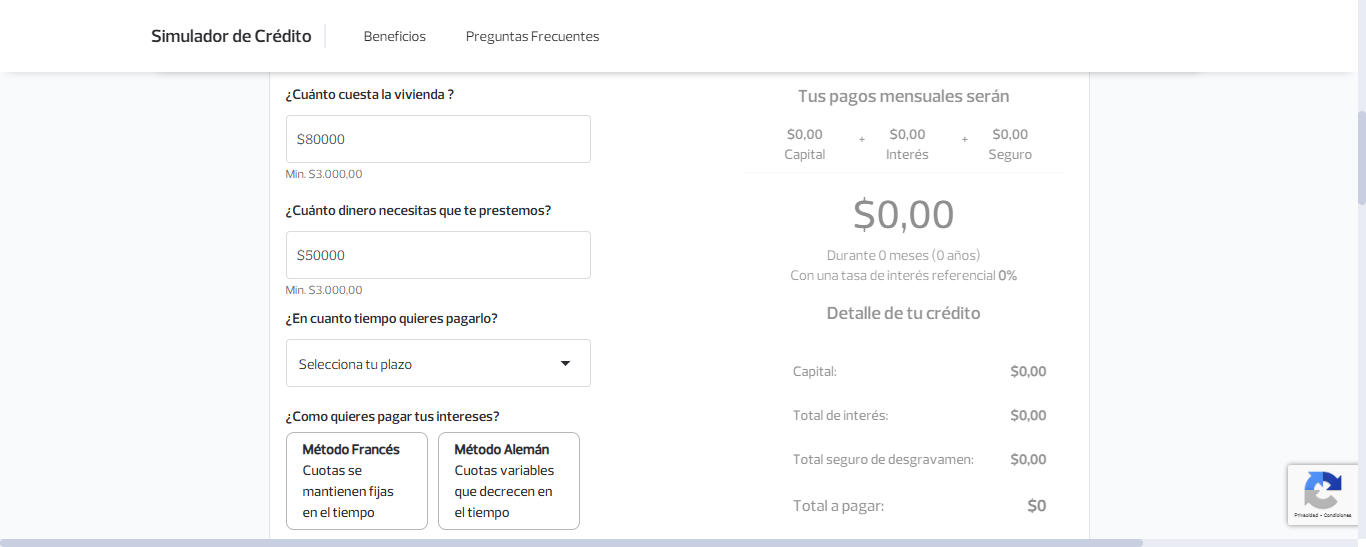 Simulador de Crédito
Beneficios
Preguntas Frecuentes
¿Cuánto cuesta la vivienda ?
$80000
Min. $3.000,00
¿Cuánto dinero necesitas que te prestemos?
$50000
Min. $3.000,00
¿En cuanto tiempo quieres pagarlo?
Selecciona tu plazo
¿Como quieres pagar tus intereses?
Método Francés
Cuotas se
mantienen fijas
en el tiempo
Método Alemán
Cuotas variables
que decrecen en
el tiempo
Tus pagos mensuales serán
$0,00 + $0,00 + $0,00
Capital Interés Seguro
$0,00
Durante 0 meses (0 años)
Con una tasa de interés referencial 0%
Detalle de tu crédito
Capital: $0,00
Total de interés: $0,00
Total seguro de desgravamen: $0,00
Total a pagar: $0
Privacidad - Condiciones